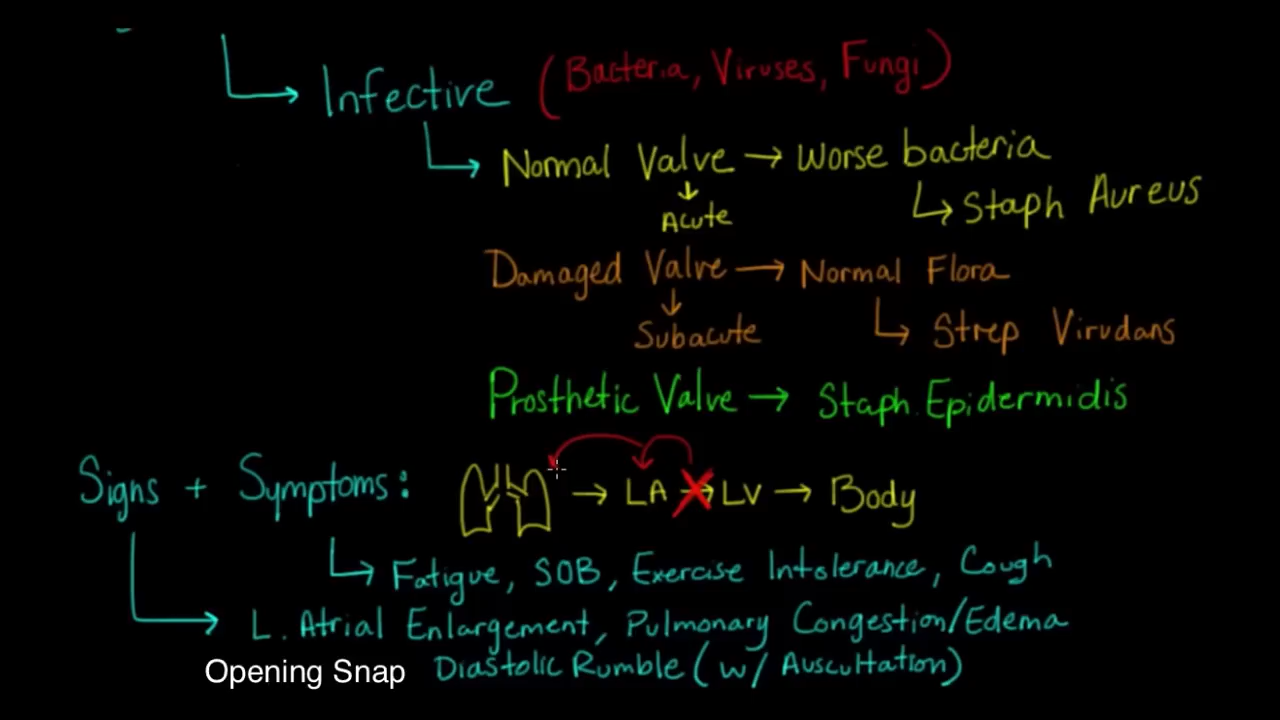 Infective (Bacteria, Viruses, Fungi)
Normal Valve → Worse bacteria
↓ Acute ↳ Staph Aureus
Damaged Valve → Normal Flora
↓ Subacute ↳ Strep Virudans
Prosthetic Valve → Staph. Epidermidis
Signs + Symptoms: → LA → LV → Body
Fatigue, SOB, Exercise Intolerance, Cough
L. Atrial Enlargement, Pulmonary Congestion/Edema
Opening Snap Diastolic Rumble (w/ Auscultation)